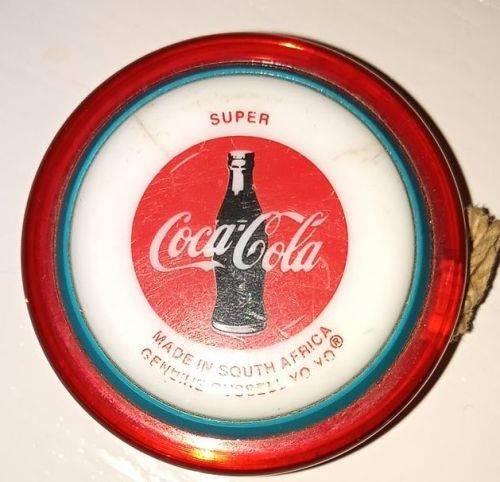 SUPER
Coca-Cola
MADE IN SOUTH AFRICA
GENUINE RUSSELL YO YO®